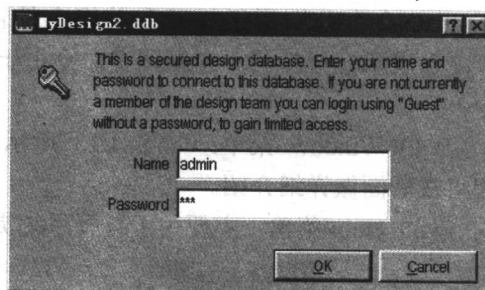 MyDesign2.ddb
This is a secured design database. Enter your name and
password to connect to this database. If you are not currently
a member of the design team you can login using "Guest"
without a password, to gain limited access.
Name admin
Password ***
OK Cancel